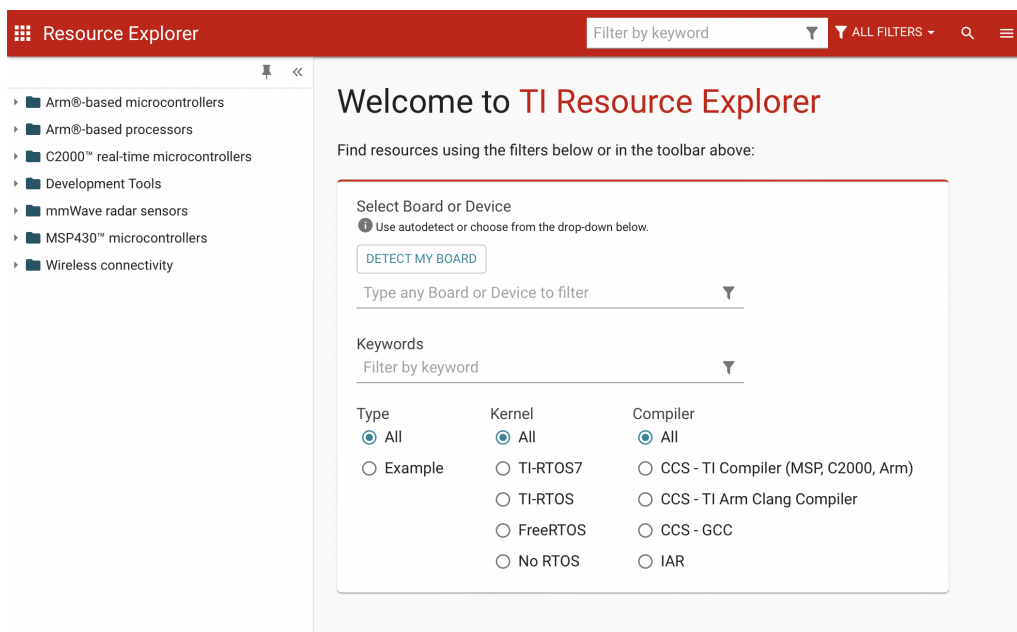 Resource Explorer
Filter by keyword
ALL FILTERS
Arm®-based microcontrollers
Arm®-based processors
C2000™ real-time microcontrollers
Development Tools
mmWave radar sensors
MSP430™ microcontrollers
Wireless connectivity
Welcome to TI Resource Explorer
Find resources using the filters below or in the toolbar above:
Select Board or Device
Use autodetect or choose from the drop-down below.
DETECT MY BOARD
Type any Board or Device to filter
Keywords
Filter by keyword
Type Kernel Compiler
All All All
Example TI-RTOS7 CCS - TI Compiler (MSP, C2000, Arm)
TI-RTOS CCS - TI Arm Clang Compiler
FreeRTOS CCS - GCC
No RTOS IAR